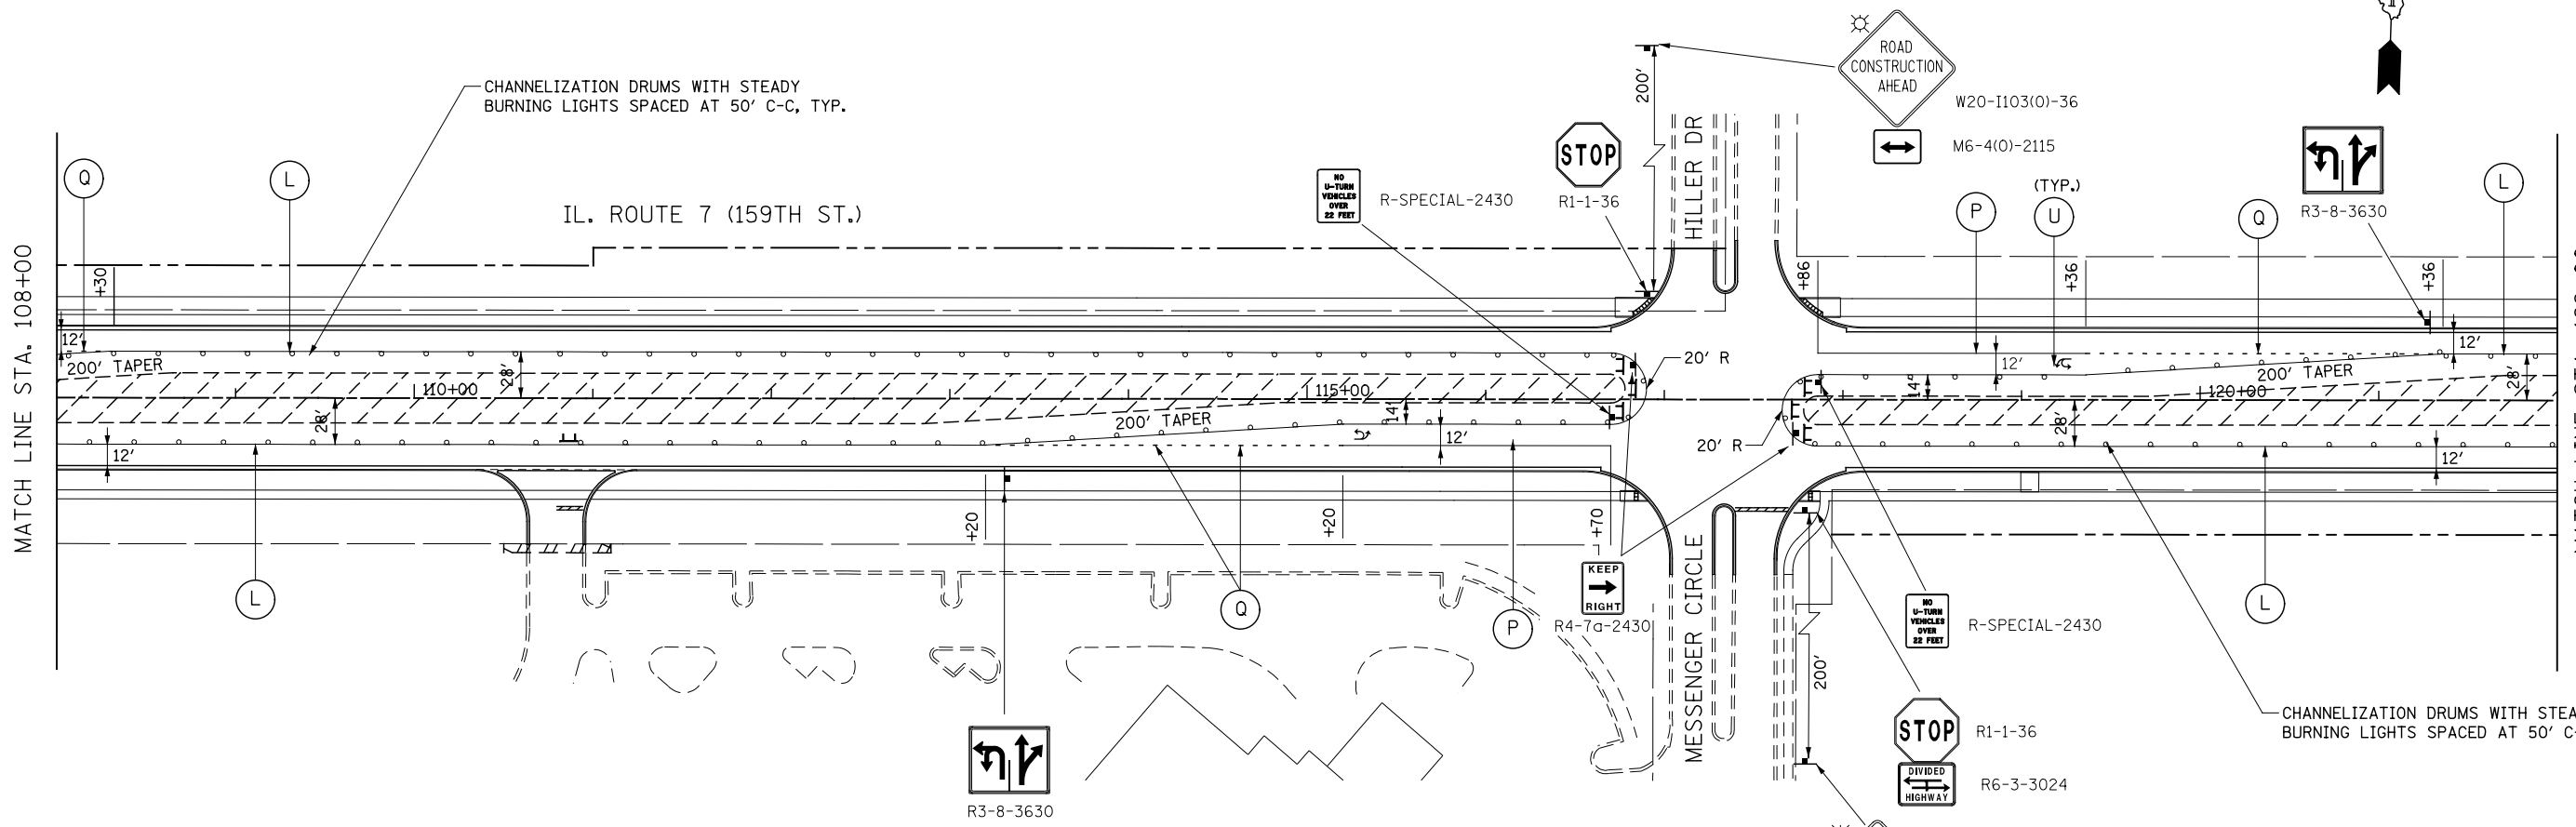 CHANNELIZATION DRUMS WITH STEADY
BURNING LIGHTS SPACED AT 50' C-C, TYP.
IL. ROUTE 7 (159TH ST.)
MATCH LINE STA. 108+00
Q
L
+30
12'
200' TAPER
110+00
28'
28'
12'
L
200' TAPER
115+00
14'
12'
+20
+20
+70
Q
P
R3-8-3630
NO
U-TURN
VEHICLES
OVER
22 FEET
R-SPECIAL-2430
STOP
R1-1-36
200'
HILLER DR
20' R
20' R
KEEP
RIGHT
R4-7a-2430
MESSENGER CIRCLE
ROAD
CONSTRUCTION
AHEAD
W20-I103(O)-36
M6-4(O)-2115
(TYP.)
P
U
Q
L
R3-8-3630
+86
+36
+36
12'
14'
12'
200' TAPER
120+00
28'
28'
12'
L
NO
U-TURN
VEHICLES
OVER
22 FEET
R-SPECIAL-2430
200'
STOP
R1-1-36
DIVIDED
HIGHWAY
R6-3-3024
CHANNELIZATION DRUMS WITH STEA
BURNING LIGHTS SPACED AT 50' C-